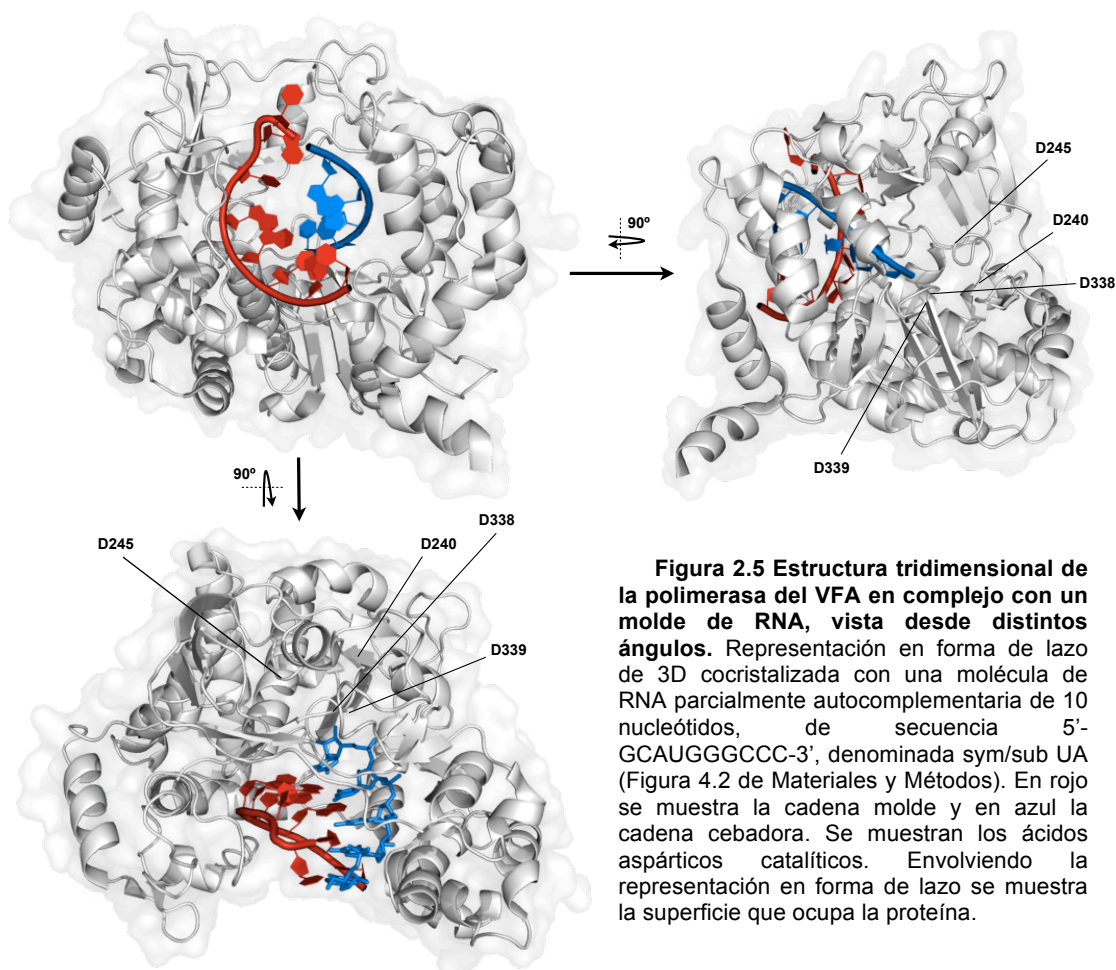 90º
D245
D240
D338
D339
90º
D338
D245
D240
D339
Figura 2.5 Estructura tridimensional de
la polimerasa del VFA en complejo con un
molde de RNA, vista desde distintos
ángulos. Representación en forma de lazo
de 3D cocristalizada con una molécula de
RNA parcialmente autocomplementaria de 10
nucleótidos, de secuencia 5’-
GCAUGGGCCC-3’, denominada sym/sub UA
(Figura 4.2 de Materiales y Métodos). En rojo
se muestra la cadena molde y en azul la
cadena cebadora. Se muestran los ácidos
aspárticos catalíticos. Envolviendo la
representación en forma de lazo se muestra
la superficie que ocupa la proteína.